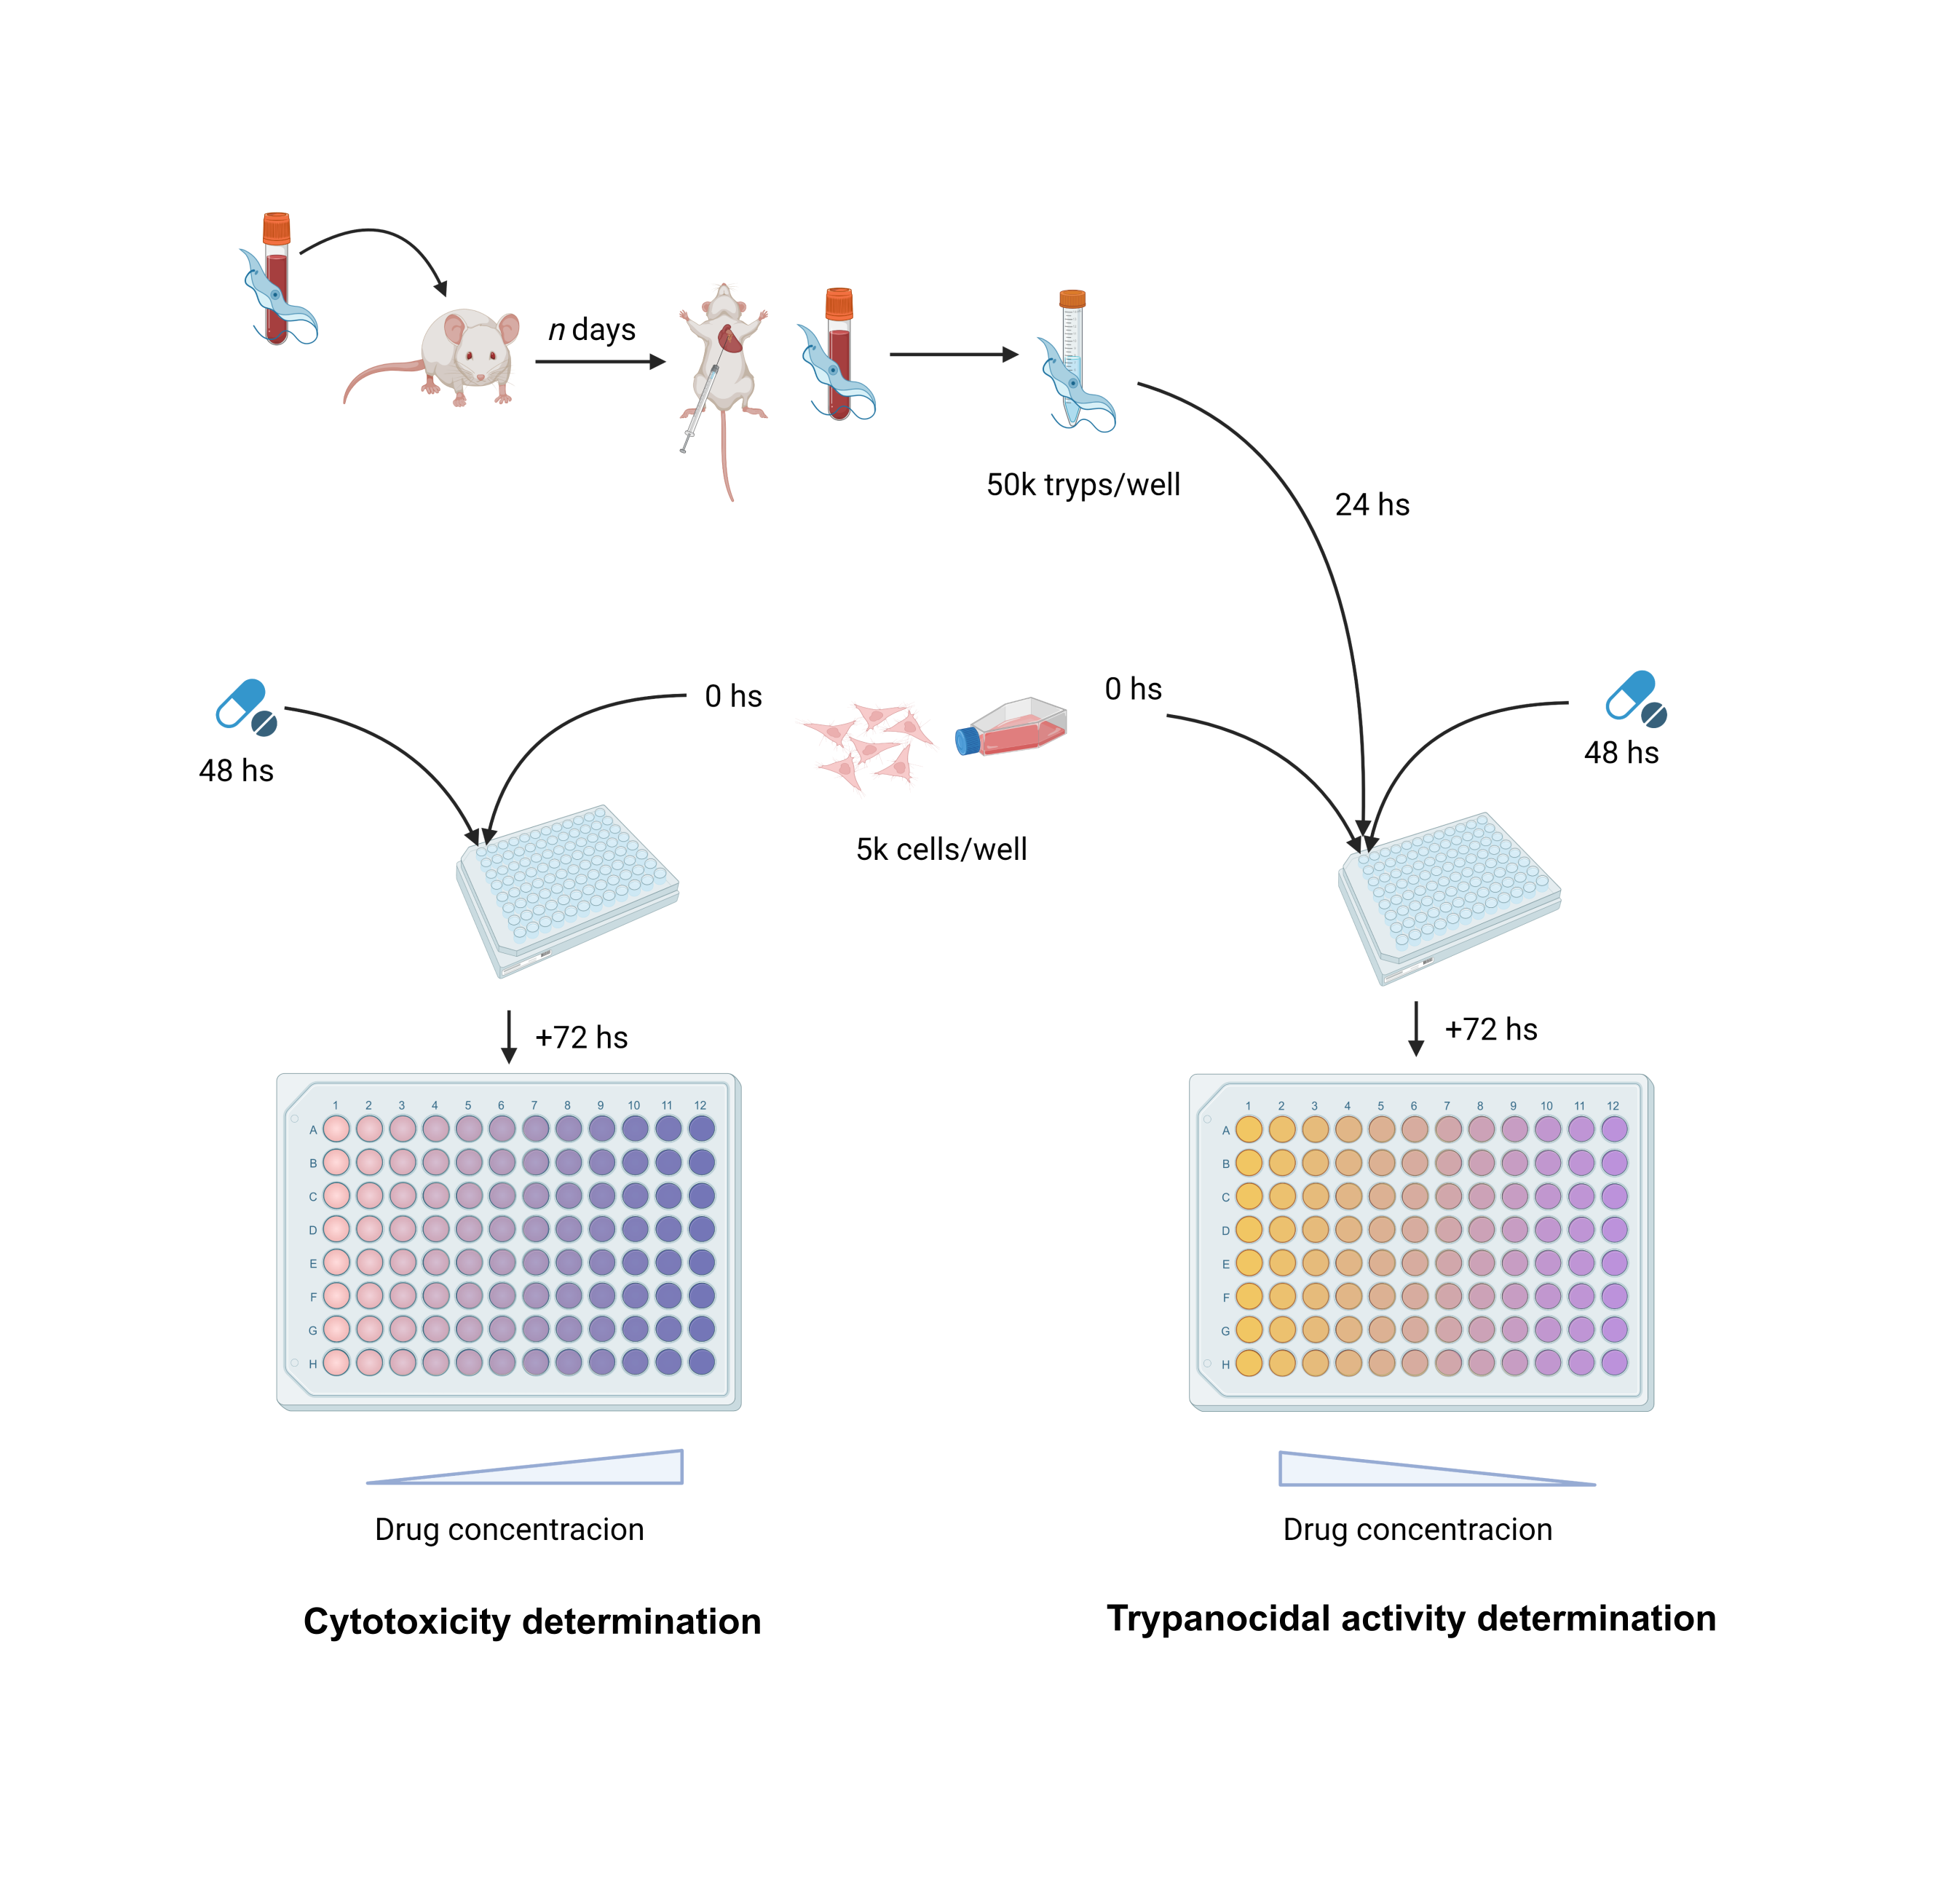 n days
50k tryps/well
24 hs
0 hs
0 hs
48 hs
48 hs
5k cells/well
+72 hs
+72 hs
1 2 3 4 5 6 7 8 9 10 11 12
A
B
C
D
E
F
G
H
1 2 3 4 5 6 7 8 9 10 11 12
A
B
C
D
E
F
G
H
Drug concentracion
Drug concentracion
Cytotoxicity determination
Trypanocidal activity determination